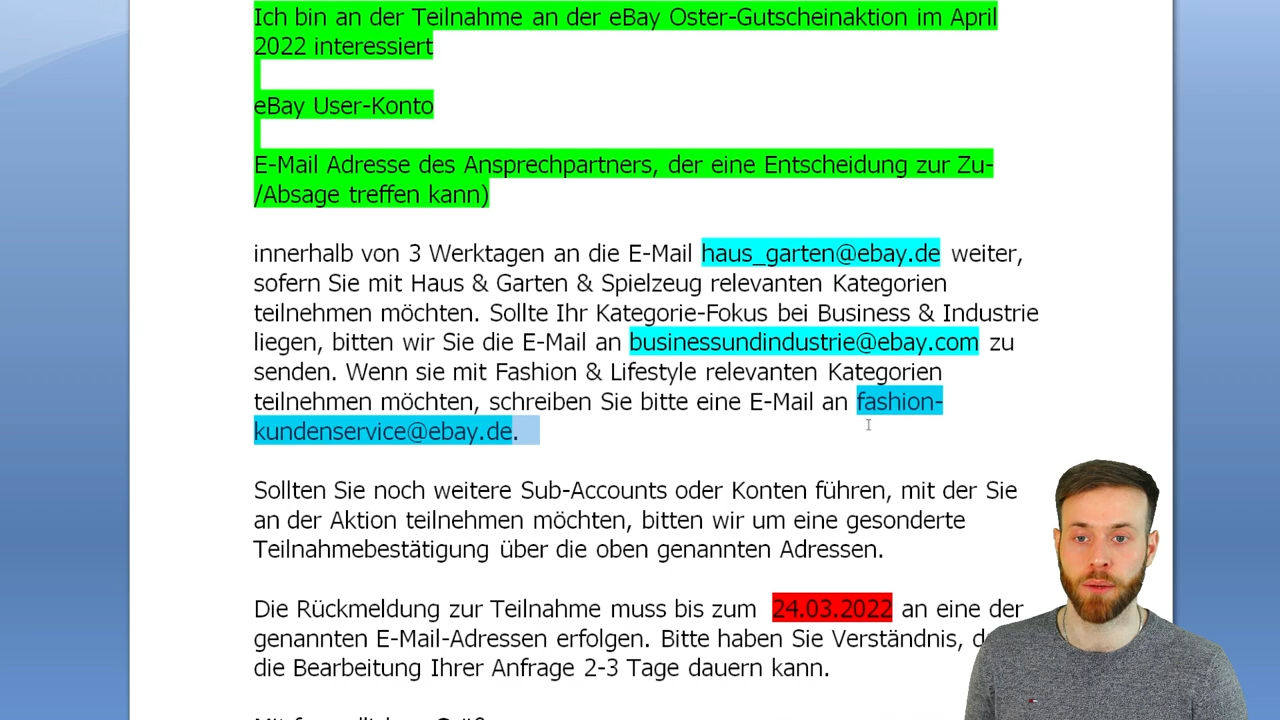 Ich bin an der Teilnahme an der eBay Oster-Gutscheinaktion im April
2022 interessiert
eBay User-Konto
E-Mail Adresse des Ansprechpartners, der eine Entscheidung zur Zu-
/Absage treffen kann)
innerhalb von 3 Werktagen an die E-Mail haus_garten@ebay.de weiter,
sofern Sie mit Haus & Garten & Spielzeug relevanten Kategorien
teilnehmen möchten. Sollte Ihr Kategorie-Fokus bei Business & Industrie
liegen, bitten wir Sie die E-Mail an businessundindustrie@ebay.com zu
senden. Wenn sie mit Fashion & Lifestyle relevanten Kategorien
teilnehmen möchten, schreiben Sie bitte eine E-Mail an fashion-
kundenservice@ebay.de.
Sollten Sie noch weitere Sub-Accounts oder Konten führen, mit der Sie
an der Aktion teilnehmen möchten, bitten wir um eine gesonderte
Teilnahmebestätigung über die oben genannten Adressen.
Die Rückmeldung zur Teilnahme muss bis zum 24.03.2022 an eine der
genannten E-Mail-Adressen erfolgen. Bitte haben Sie Verständnis,
die Bearbeitung Ihrer Anfrage 2-3 Tage dauern kann.